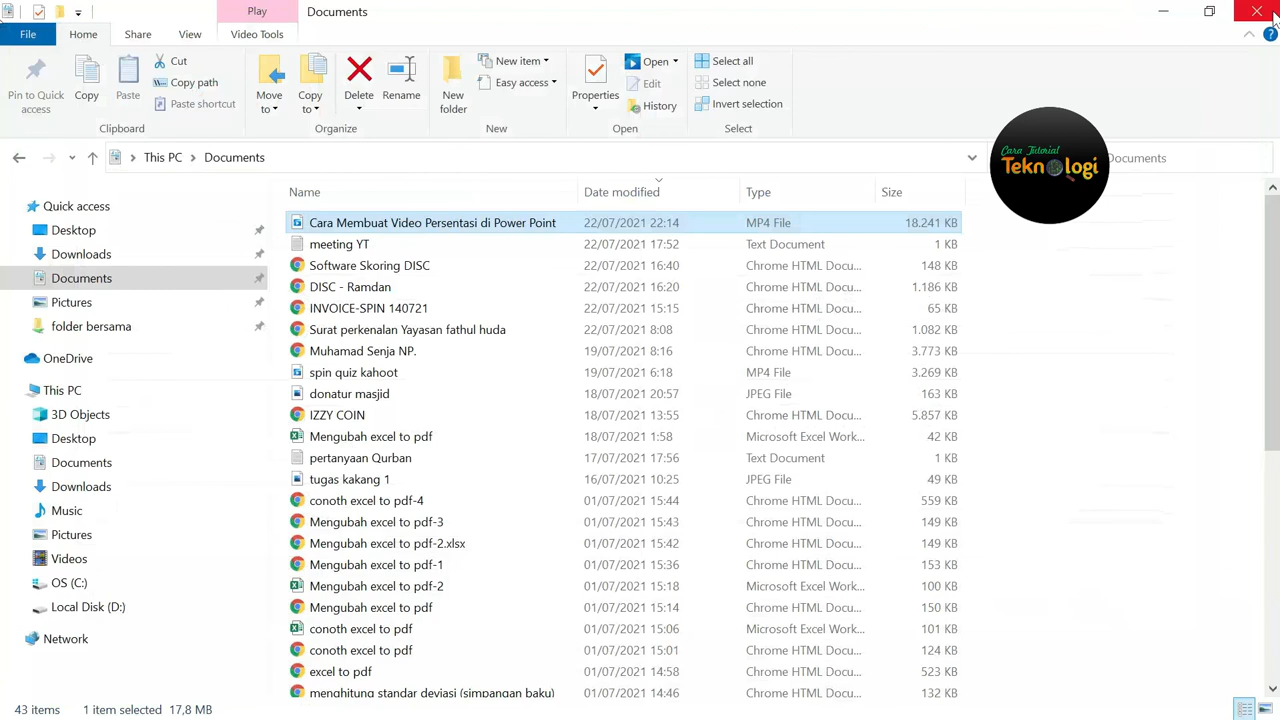 Play
Documents
File
Home
Share
View
Video Tools
Pin to Quick access
Copy
Paste
Cut
Copy path
Paste shortcut
Clipboard
Move to
Copy to
Delete
Rename
Organize
New folder
New item
Easy access
New
Properties
Open
Edit
History
Open
Select all
Select none
Invert selection
Select
This PC
Documents
Cara Tutorial
Teknologi
Documents
Name
Date modified
Type
Size
Quick access
Desktop
Downloads
Documents
Pictures
folder bersama
OneDrive
This PC
3D Objects
Desktop
Documents
Downloads
Music
Pictures
Videos
OS (C:)
Local Disk (D:)
Network
Cara Membuat Video Persentasi di Power Point 22/07/2021 22:14 MP4 File 18.241 KB
meeting YT 22/07/2021 17:52 Text Document 1 KB
Software Skoring DISC 22/07/2021 16:40 Chrome HTML Docu... 148 KB
DISC - Ramdan 22/07/2021 16:20 Chrome HTML Docu... 1.186 KB
INVOICE-SPIN 140721 22/07/2021 15:15 Chrome HTML Docu... 65 KB
Surat perkenalan Yayasan fathul huda 22/07/2021 8:08 Chrome HTML Docu... 1.082 KB
Muhamad Senja NP. 19/07/2021 8:16 Chrome HTML Docu... 3.773 KB
spin quiz kahoot 19/07/2021 6:18 MP4 File 3.269 KB
donatur masjid 18/07/2021 20:57 JPEG File 163 KB
IZZY COIN 18/07/2021 13:55 Chrome HTML Docu... 5.857 KB
Mengubah excel to pdf 18/07/2021 1:58 Microsoft Excel Work... 42 KB
pertanyaan Qurban 17/07/2021 17:56 Text Document 1 KB
tugas kakang 1 16/07/2021 10:25 JPEG File 49 KB
conoth excel to pdf-4 01/07/2021 15:44 Chrome HTML Docu... 559 KB
Mengubah excel to pdf-3 01/07/2021 15:43 Chrome HTML Docu... 149 KB
Mengubah excel to pdf-2.xlsx 01/07/2021 15:42 Chrome HTML Docu... 149 KB
Mengubah excel to pdf-1 01/07/2021 15:36 Chrome HTML Docu... 153 KB
Mengubah excel to pdf-2 01/07/2021 15:18 Microsoft Excel Work... 100 KB
Mengubah excel to pdf 01/07/2021 15:14 Chrome HTML Docu... 150 KB
conoth excel to pdf 01/07/2021 15:06 Microsoft Excel Work... 101 KB
conoth excel to pdf 01/07/2021 15:01 Chrome HTML Docu... 124 KB
excel to pdf 01/07/2021 14:58 Chrome HTML Docu... 523 KB
menghitung standar deviasi (simpangan baku) 01/07/2021 14:46 Chrome HTML Docu... 132 KB
43 items
1 item selected 17,8 MB